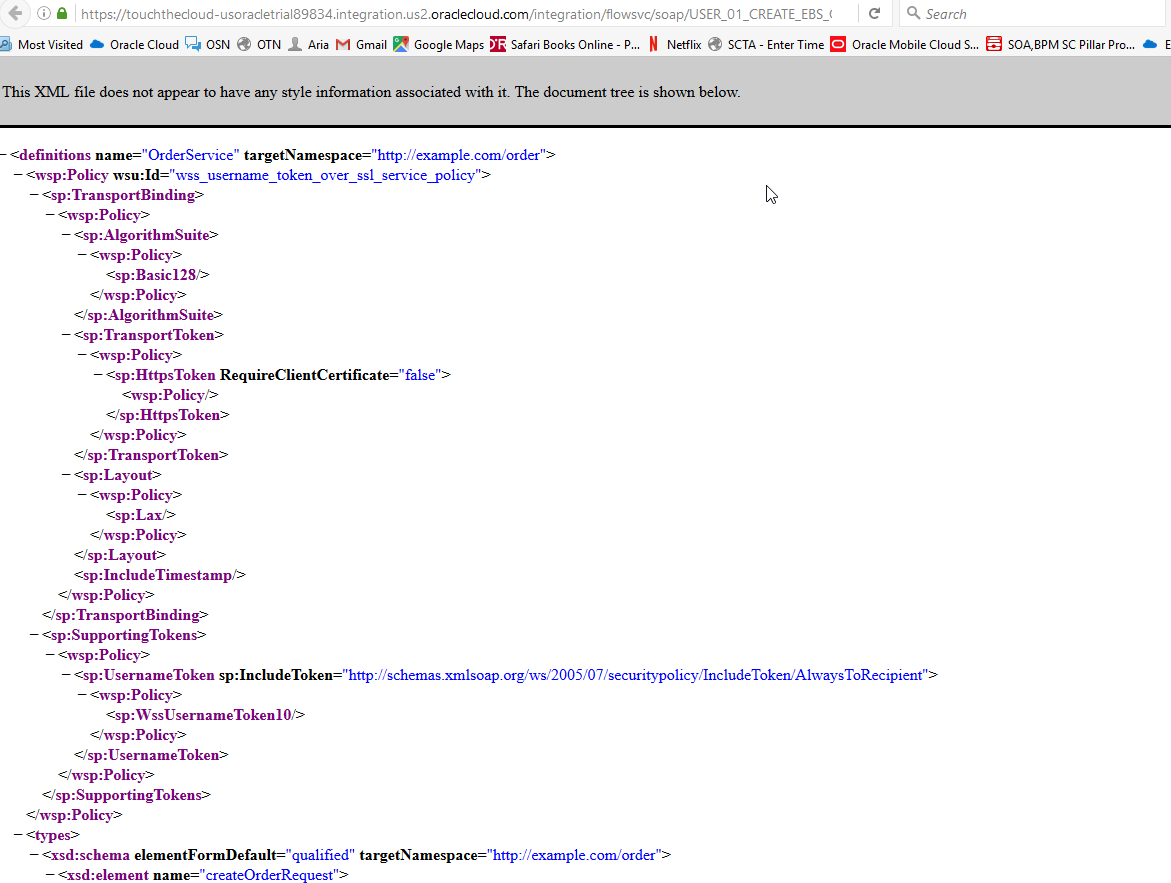 https://touchthecloud-usoracletrial89834.integration.us2.oraclecloud.com/integration/flowsvc/soap/USER_01_CREATE_EBS_ Search
Most Visited Oracle Cloud OSN OTN Aria Gmail Google Maps Safari Books Online - P... Netflix SCTA - Enter Time Oracle Mobile Cloud S... SOA,BPM SC Pillar Pro... E
This XML file does not appear to have any style information associated with it. The document tree is shown below.
−<definitions name="OrderService" targetNamespace="http://example.com/order">
−<wsp:Policy wsu:Id="wss_username_token_over_ssl_service_policy">
−<sp:TransportBinding>
−<wsp:Policy>
−<sp:AlgorithmSuite>
−<wsp:Policy>
<sp:Basic128/>
</wsp:Policy>
</sp:AlgorithmSuite>
−<sp:TransportToken>
−<wsp:Policy>
−<sp:HttpsToken RequireClientCertificate="false">
<wsp:Policy/>
</sp:HttpsToken>
</wsp:Policy>
</sp:TransportToken>
−<sp:Layout>
−<wsp:Policy>
<sp:Lax/>
</wsp:Policy>
</sp:Layout>
<sp:IncludeTimestamp/>
</wsp:Policy>
</sp:TransportBinding>
−<sp:SupportingTokens>
−<wsp:Policy>
−<sp:UsernameToken sp:IncludeToken="http://schemas.xmlsoap.org/ws/2005/07/securitypolicy/IncludeToken/AlwaysToRecipient">
−<wsp:Policy>
<sp:WssUsernameToken10/>
</wsp:Policy>
</sp:UsernameToken>
</wsp:Policy>
</sp:SupportingTokens>
</wsp:Policy>
−<types>
−<xsd:schema elementFormDefault="qualified" targetNamespace="http://example.com/order">
−<xsd:element name="createOrderRequest">